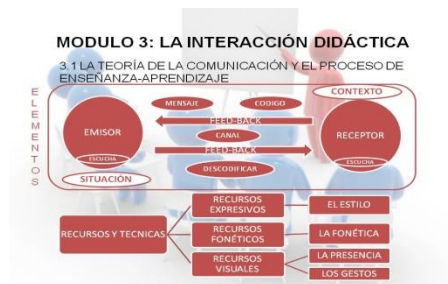 MODULO 3: LA INTERACCIÓN DIDÁCTICA
3.1 LA TEORÍA DE LA COMUNICACIÓN Y EL PROCESO DE
ENSEÑANZA-APRENDIZAJE
ELEMENTOS
CONTEXTO
MENSAJE
CODIGO
FEED-BACK
EMISOR
CANAL
RECEPTOR
FEED-BACK
ESCUCHA
ESCUCHA
DESCODIFICAR
SITUACIÓN
RECURSOS Y TECNICAS
RECURSOS
EXPRESIVOS
EL ESTILO
RECURSOS
FONÉTICOS
LA FONÉTICA
RECURSOS
VISUALES
LA PRESENCIA
LOS GESTOS